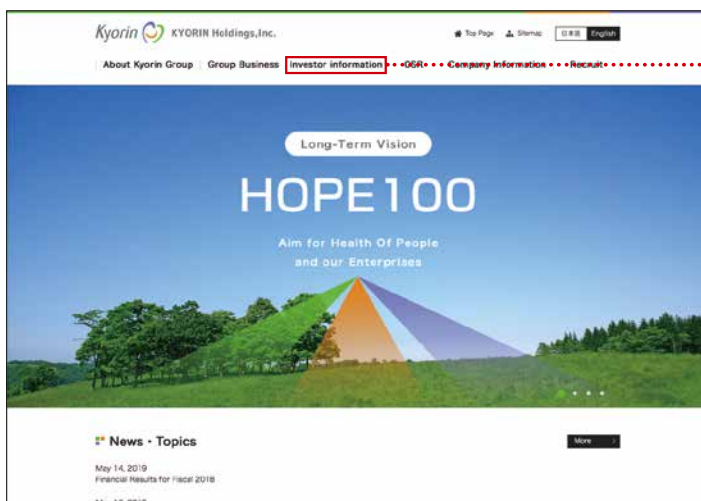 Kyorin KYORIN Holdings,Inc.
Top Page Sitemap 日本語 English
About Kyorin Group Group Business Investor information CSR Company Information Recruit
Long-Term Vision
HOPE100
Aim for Health Of People
and our Enterprises
News・Topics
More
May 14, 2019
Financial Results for Fiscal 2018